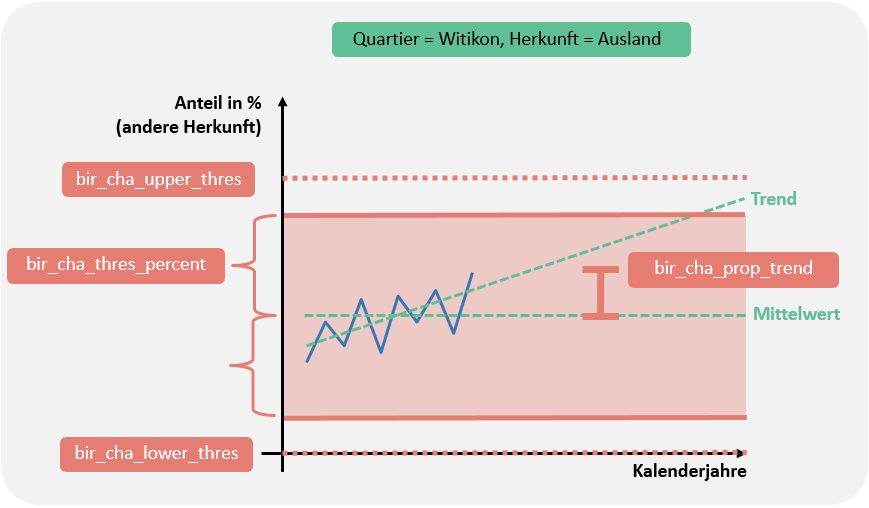 Quartier = Witikon, Herkunft = Ausland
Anteil in %
(andere Herkunft)
bir_cha_upper_thres
Trend
bir_cha_thres_percent
bir_cha_prop_trend
Mittelwert
bir_cha_lower_thres
Kalenderjahre